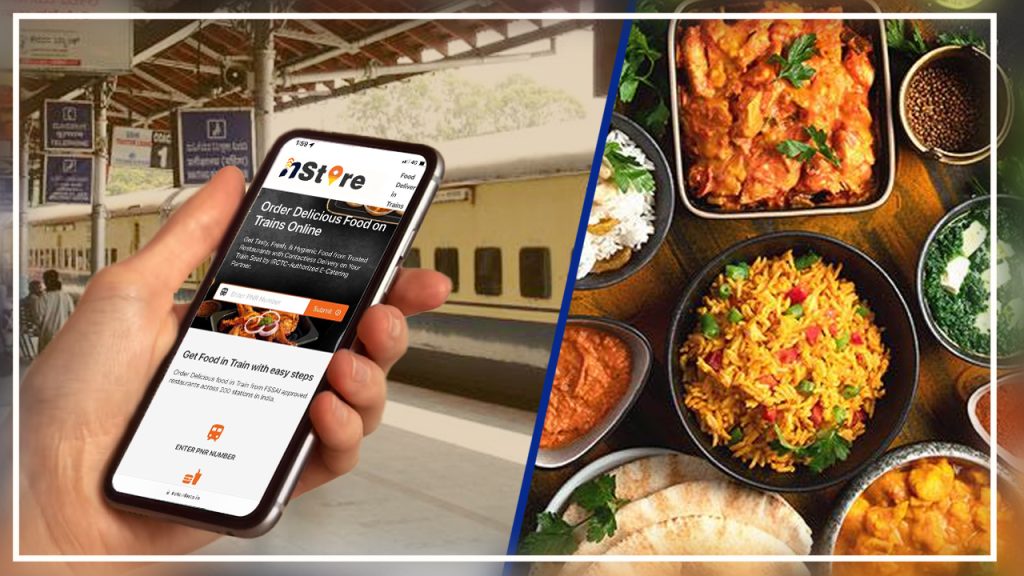 1:59
4G
nStore
Food
Deliver
in
Trains
Order Delicious Food on
Trains Online
Get Tasty, Fresh, & Hygienic Food from Trusted
Restaurants with Contactless Delivery on Your
Train Seat by IRCTC-Authorized E-Catering
Partner.
Enter PNR Number
Submit
Get Food in Train with easy steps
Order Delicious food in Train from FSSAI approved
restaurants across 200 stations in India.
ENTER PNR NUMBER
TELEPHONE
1